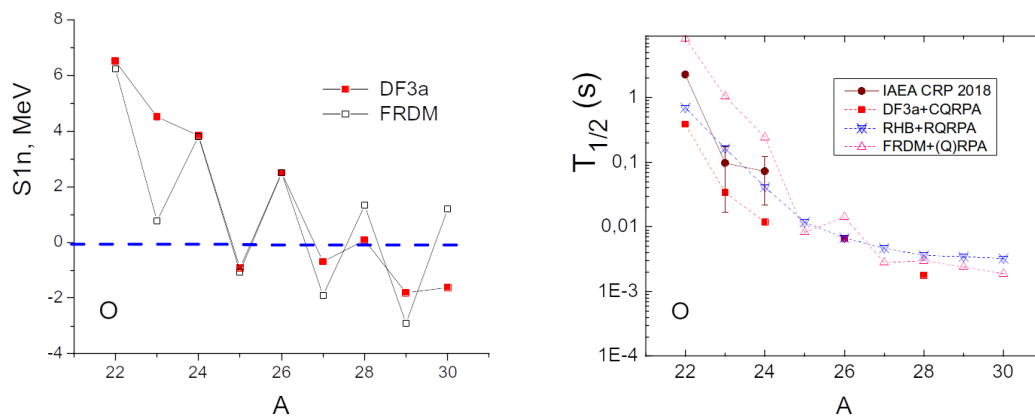 8
6
4
2
0
-2
-4
S1n, MeV
DF3a
FRDM
O
22 24 26 28 30
A
O
T1/2 (s)
1
0,1
0,01
1E-3
1E-4
IAEA CRP 2018
DF3a+CQRPA
RHB+RQRPA
FRDM+(Q)RPA
O
22 24 26 28 30
A